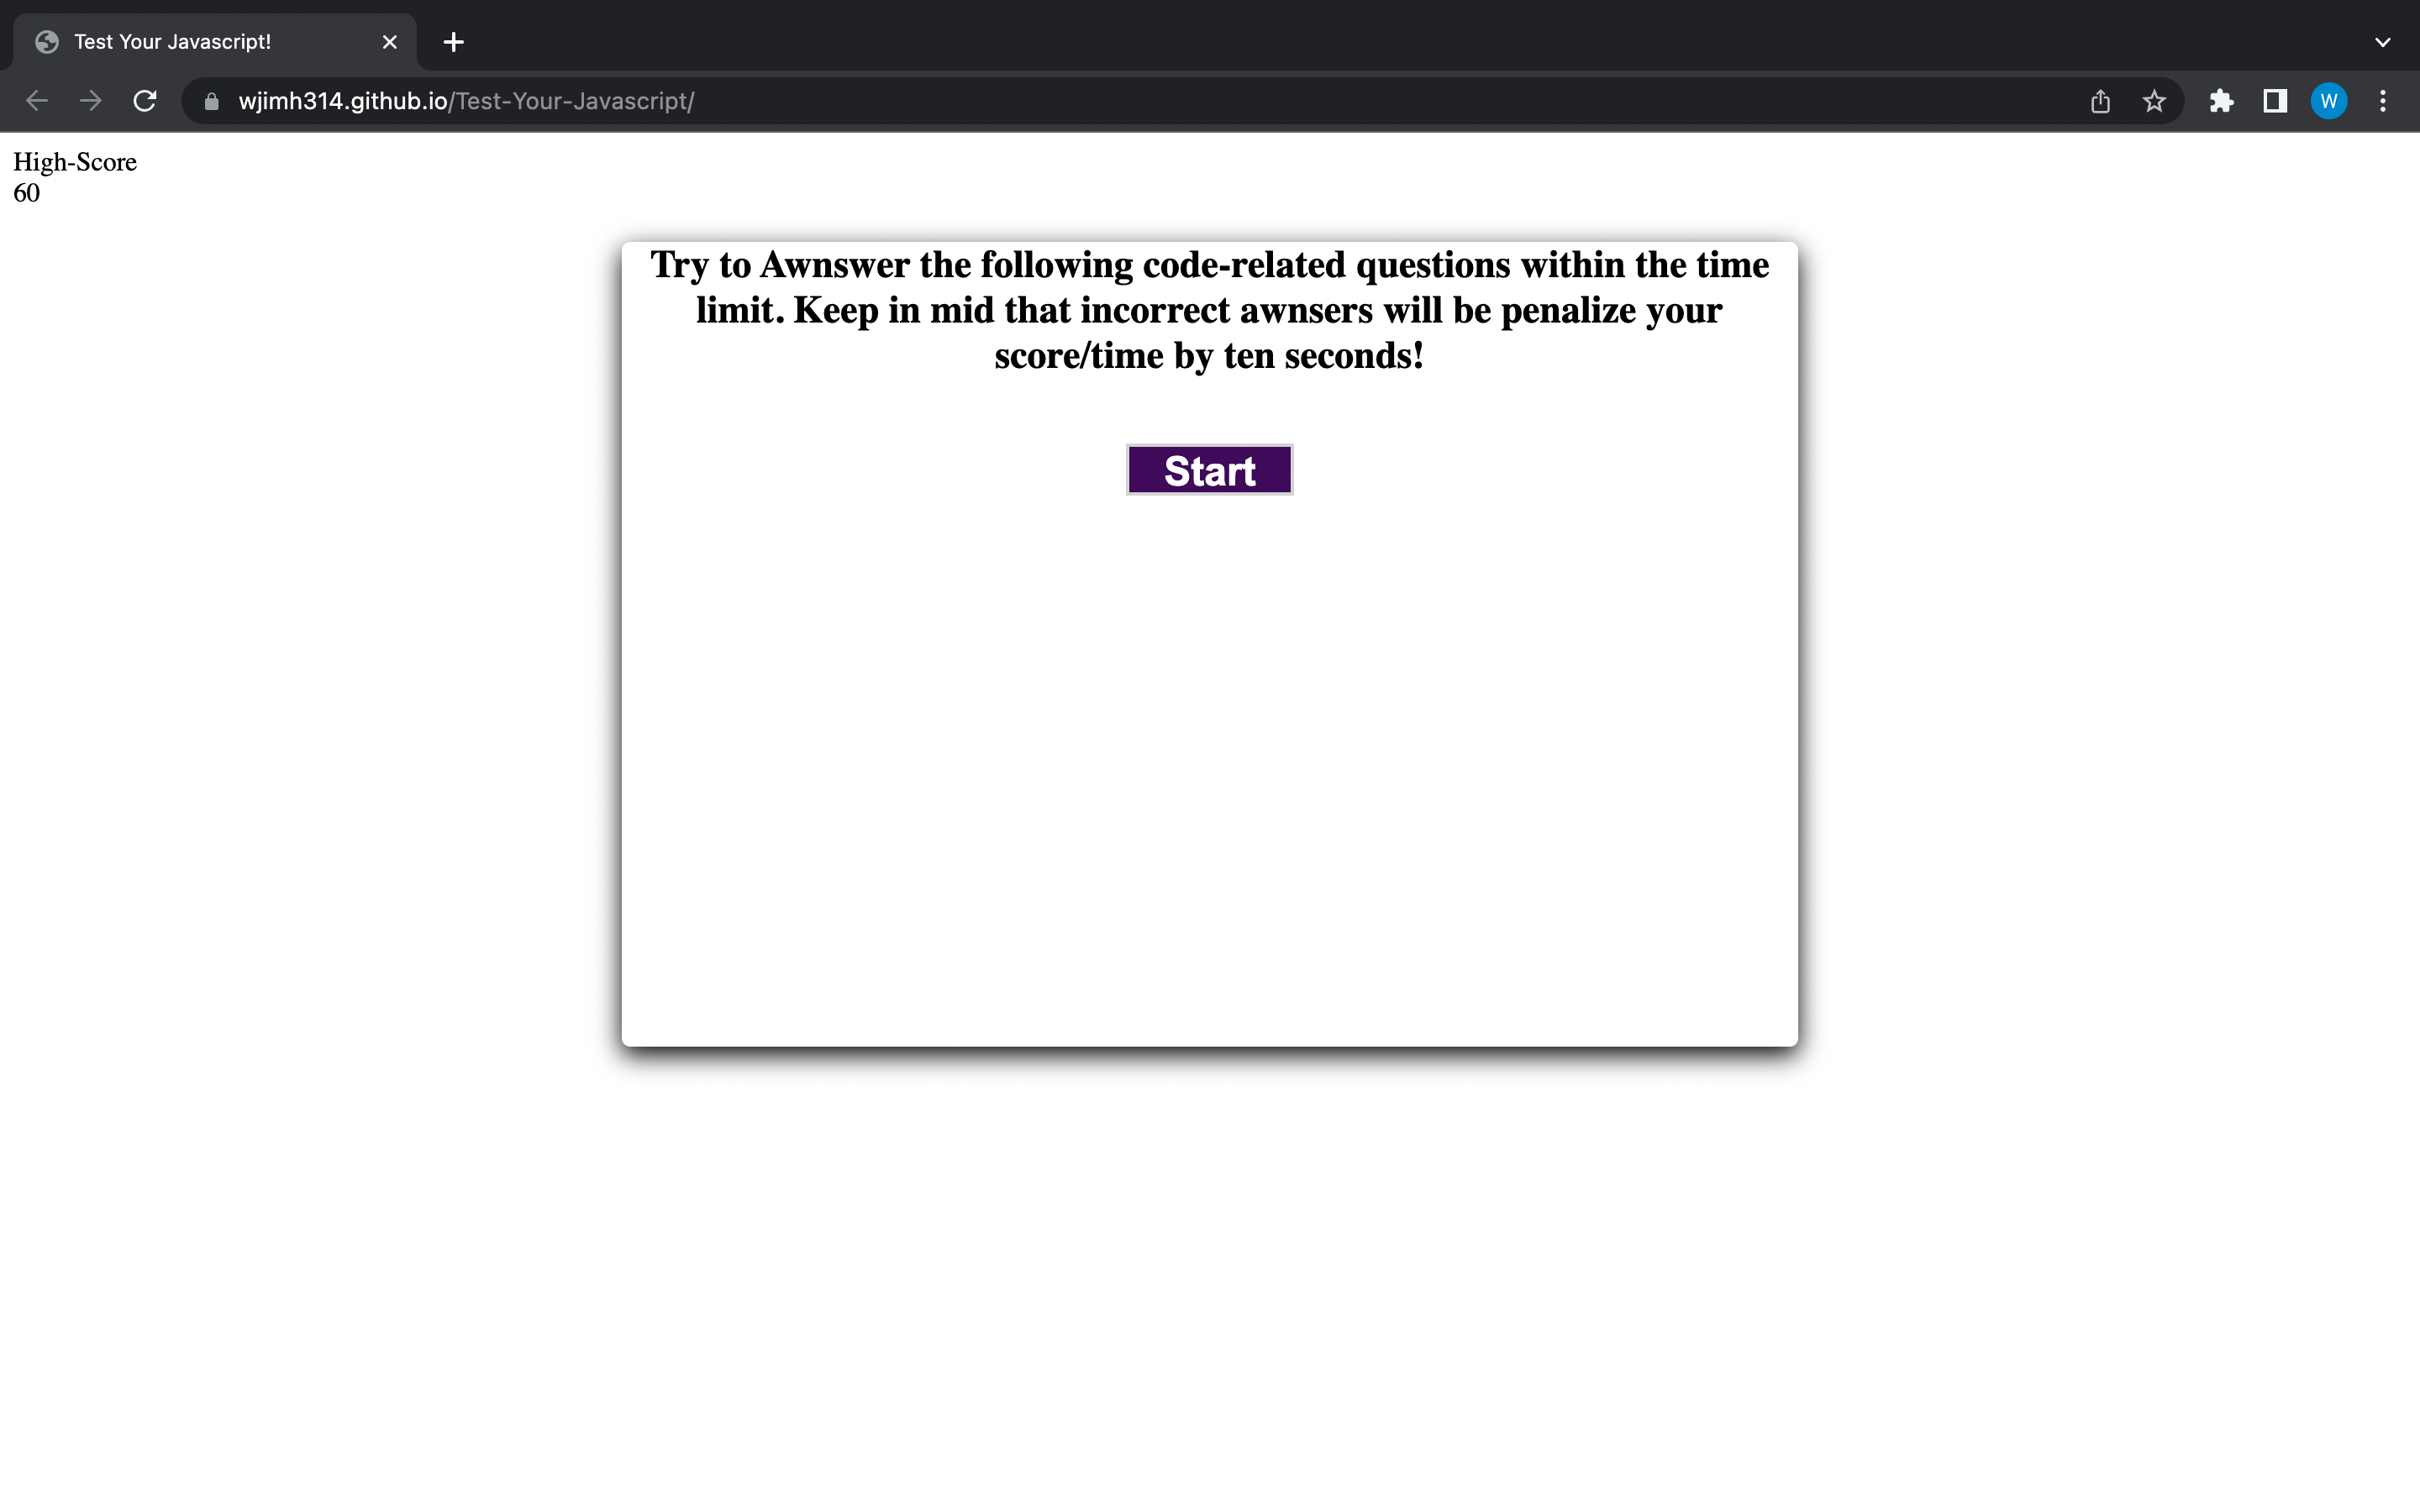 Test Your Javascript!
wjimh314.github.io/Test-Your-Javascript/
W
High-Score
60
Try to Awnswer the following code-related questions within the time
limit. Keep in mid that incorrect awnsers will be penalize your
score/time by ten seconds!
Start